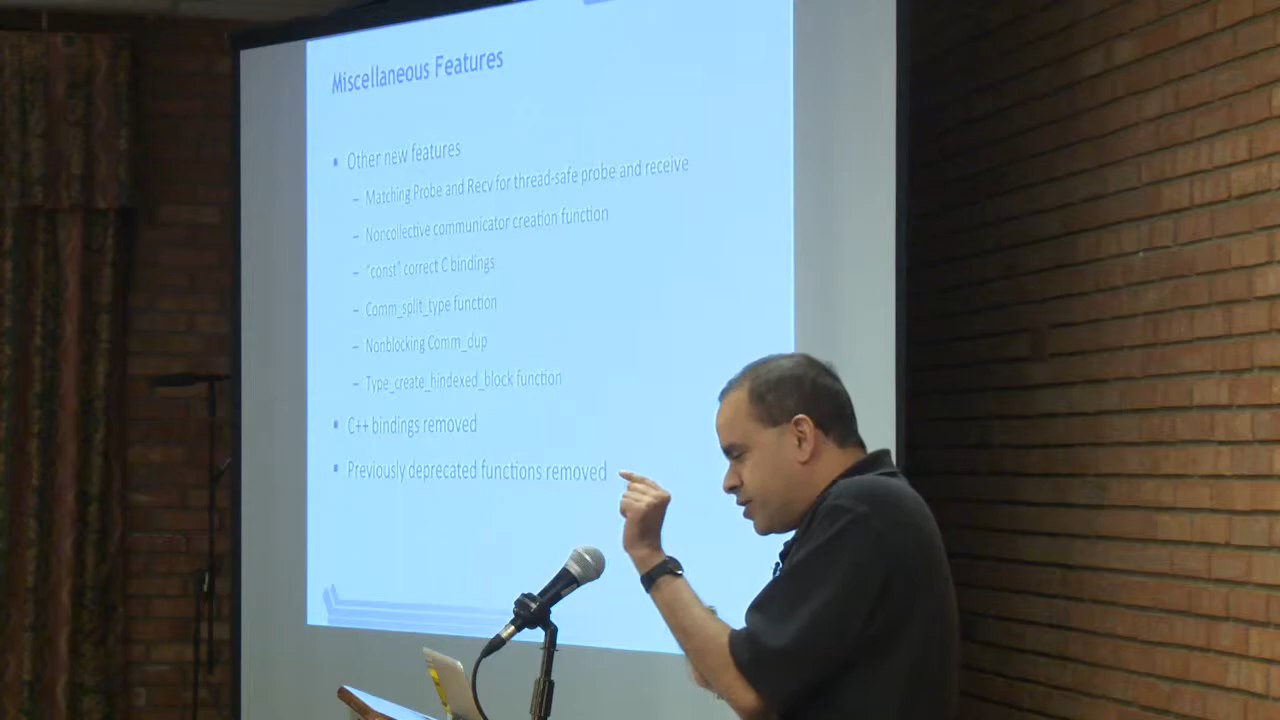 Miscellaneous Features
▪ Other new features
– Matching Probe and Recv for thread-safe probe and receive
– Noncollective communicator creation function
– "const" correct C bindings
– Comm_split_type function
– Nonblocking Comm_dup
– Type_create_hindexed_block function
▪ C++ bindings removed
▪ Previously deprecated functions removed